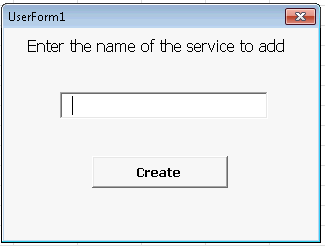 UserForm1
Enter the name of the service to add
Create